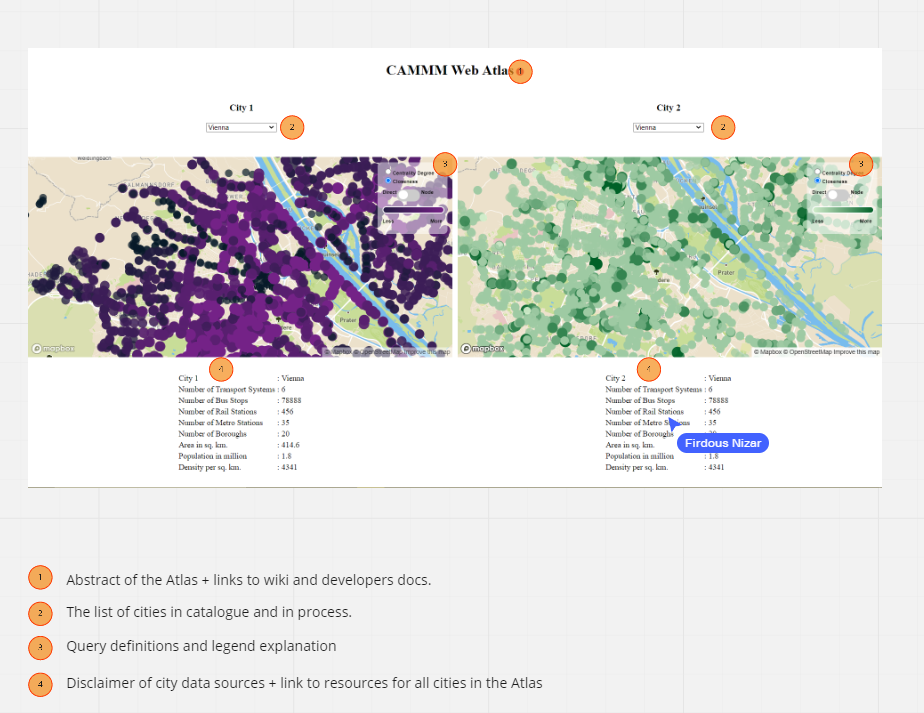 CAMMM Web Atlas
1
City 1
City 2
Vienna
2
Vienna
2
3
3
Centrality Degree
Closeness
Direct
Node
Less
More
Centrality Degree
Closeness
Direct
Node
Less
More
Prater
Prater
mapbox
© Mapbox © OpenStreetMap Improve this map
mapbox
© Mapbox © OpenStreetMap Improve this map
4
4
City 1 : Vienna
Number of Transport Systems : 6
Number of Bus Stops : 78888
Number of Rail Stations : 456
Number of Metro Stations : 35
Number of Boroughs : 20
Area in sq. km. : 414.6
Population in million : 1.8
Density per sq. km. : 4341
City 2 : Vienna
Number of Transport Systems : 6
Number of Bus Stops : 78888
Number of Rail Stations : 456
Number of Metro Stations : 35
Number of Boroughs : 20
Area in sq. km.
Population in million : 1.8
Density per sq. km. : 4341
Firdous Nizar
1 Abstract of the Atlas + links to wiki and developers docs.
2 The list of cities in catalogue and in process.
3 Query definitions and legend explanation
4 Disclaimer of city data sources + link to resources for all cities in the Atlas